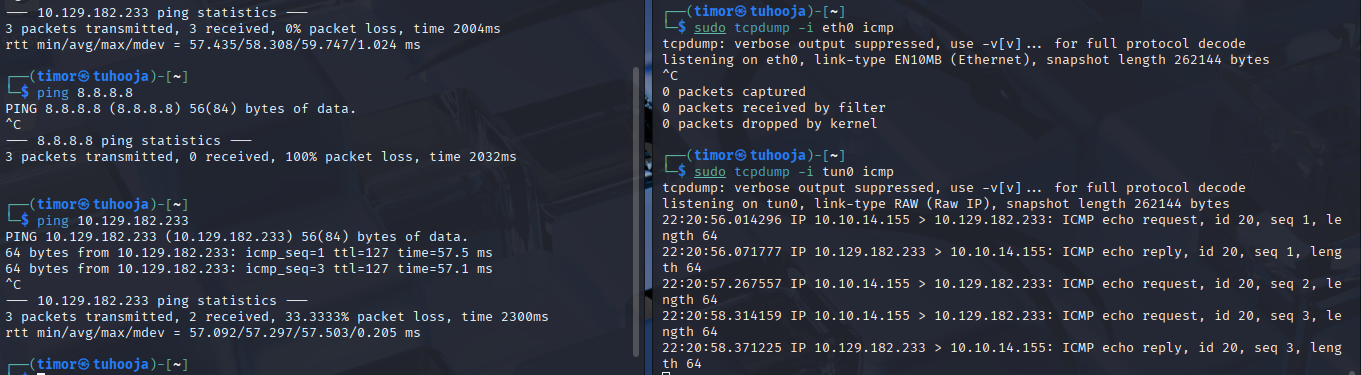 ─── 10.129.182.233 ping statistics ───
3 packets transmitted, 3 received, 0% packet loss, time 2004ms
rtt min/avg/max/mdev = 57.435/58.308/59.747/1.024 ms
┌──(timor㉿tuhooja)-[~]
└─$ ping 8.8.8.8
PING 8.8.8.8 (8.8.8.8) 56(84) bytes of data.
^C
─── 8.8.8.8 ping statistics ───
3 packets transmitted, 0 received, 100% packet loss, time 2032ms
┌──(timor㉿tuhooja)-[~]
└─$ ping 10.129.182.233
PING 10.129.182.233 (10.129.182.233) 56(84) bytes of data.
64 bytes from 10.129.182.233: icmp_seq=1 ttl=127 time=57.5 ms
64 bytes from 10.129.182.233: icmp_seq=3 ttl=127 time=57.1 ms
^C
─── 10.129.182.233 ping statistics ───
3 packets transmitted, 2 received, 33.3333% packet loss, time 2300ms
rtt min/avg/max/mdev = 57.092/57.297/57.503/0.205 ms
┌──(timor㉿tuhooja)-[~]
└─$
┌──(timor㉿tuhooja)-[~]
└─$ sudo tcpdump -i eth0 icmp
tcpdump: verbose output suppressed, use -v[v]... for full protocol decode
listening on eth0, link-type EN10MB (Ethernet), snapshot length 262144 bytes
^C
0 packets captured
0 packets received by filter
0 packets dropped by kernel
┌──(timor㉿tuhooja)-[~]
└─$ sudo tcpdump -i tun0 icmp
tcpdump: verbose output suppressed, use -v[v]... for full protocol decode
listening on tun0, link-type RAW (Raw IP), snapshot length 262144 bytes
22:20:56.014296 IP 10.10.14.155 > 10.129.182.233: ICMP echo request, id 20, seq 1, le
ngth 64
22:20:56.071777 IP 10.129.182.233 > 10.10.14.155: ICMP echo reply, id 20, seq 1, leng
th 64
22:20:57.267557 IP 10.10.14.155 > 10.129.182.233: ICMP echo request, id 20, seq 2, le
ngth 64
22:20:58.314159 IP 10.10.14.155 > 10.129.182.233: ICMP echo request, id 20, seq 3, le
ngth 64
22:20:58.371225 IP 10.129.182.233 > 10.10.14.155: ICMP echo reply, id 20, seq 3, leng
th 64